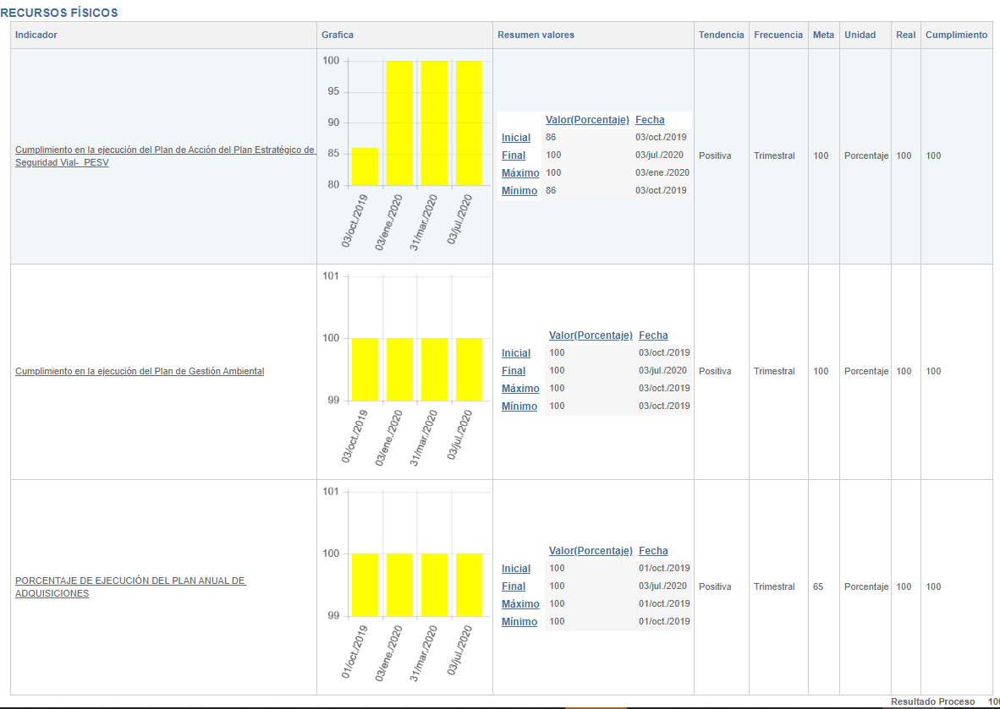 RECURSOS FÍSICOS
Indicador Grafica Resumen valores Tendencia Frecuencia Meta Unidad Real Cumplimiento
Cumplimiento en la ejecución del Plan de Acción del Plan Estratégico de
Seguridad Vial- PESV
100
95
90
85
80
03/oct./2019 03/ene./2020 31/mar./2020 03/jul./2020
Valor(Porcentaje) Fecha
Inicial 86 03/oct./2019
Final 100 03/jul./2020
Máximo 100 03/ene./2020
Mínimo 86 03/oct./2019
Positiva Trimestral 100 Porcentaje 100 100
Cumplimiento en la ejecución del Plan de Gestión Ambiental
101
100
99
03/oct./2019 03/ene./2020 31/mar./2020 03/jul./2020
Valor(Porcentaje) Fecha
Inicial 100 03/oct./2019
Final 100 03/jul./2020
Máximo 100 03/oct./2019
Mínimo 100 03/oct./2019
Positiva Trimestral 100 Porcentaje 100 100
PORCENTAJE DE EJECUCIÓN DEL PLAN ANUAL DE
ADQUISICIONES
101
100
99
01/oct./2019 03/ene./2020 31/mar./2020 03/jul./2020
Valor(Porcentaje) Fecha
Inicial 100 01/oct./2019
Final 100 03/jul./2020
Máximo 100 01/oct./2019
Mínimo 100 01/oct./2019
Positiva Trimestral 65 Porcentaje 100 100
Resultado Proceso 100